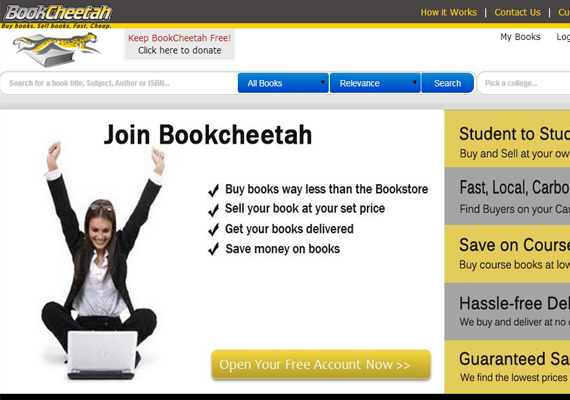 BookCheetah
Buy books. Sell books. Fast. Cheap.
How it Works | Contact Us | Cu
Keep BookCheetah Free!
Click here to donate
My Books Log
Search for a book title, Subject, Author or ISBN...
All Books
Relevance
Search
Pick a college...
Join Bookcheetah
Buy books way less than the Bookstore
Sell your book at your set price
Get your books delivered
Save money on books
Open Your Free Account Now >>
Student to Stu
Buy and Sell at your ow
Fast, Local, Carbo
Find Buyers on your Ca
Save on Course
Buy course books at low
Hassle-free Del
We buy and deliver at no e
Guaranteed Sa
We find the lowest prices